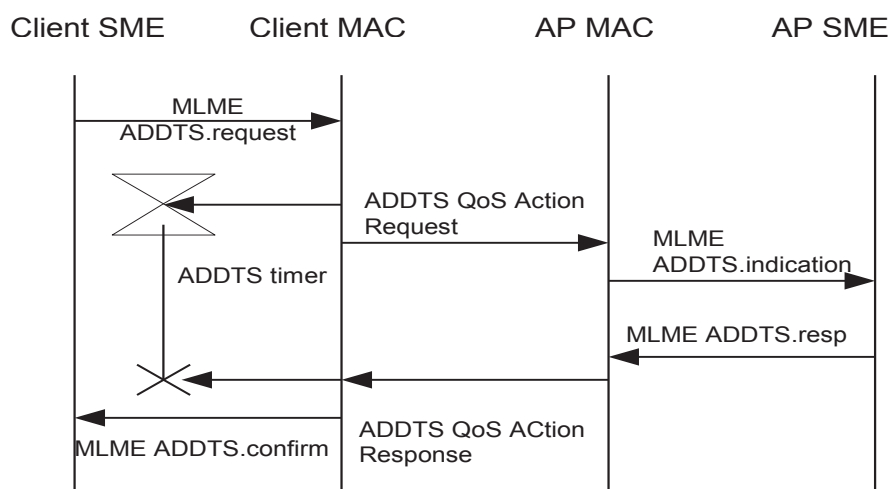 Client SME
Client MAC
AP MAC
AP SME
MLME
ADDTS.request
ADDTS QoS Action
Request
MLME
ADDTS.indication
ADDTS timer
MLME ADDTS.resp
MLME ADDTS.confirm
ADDTS QoS ACtion
Response